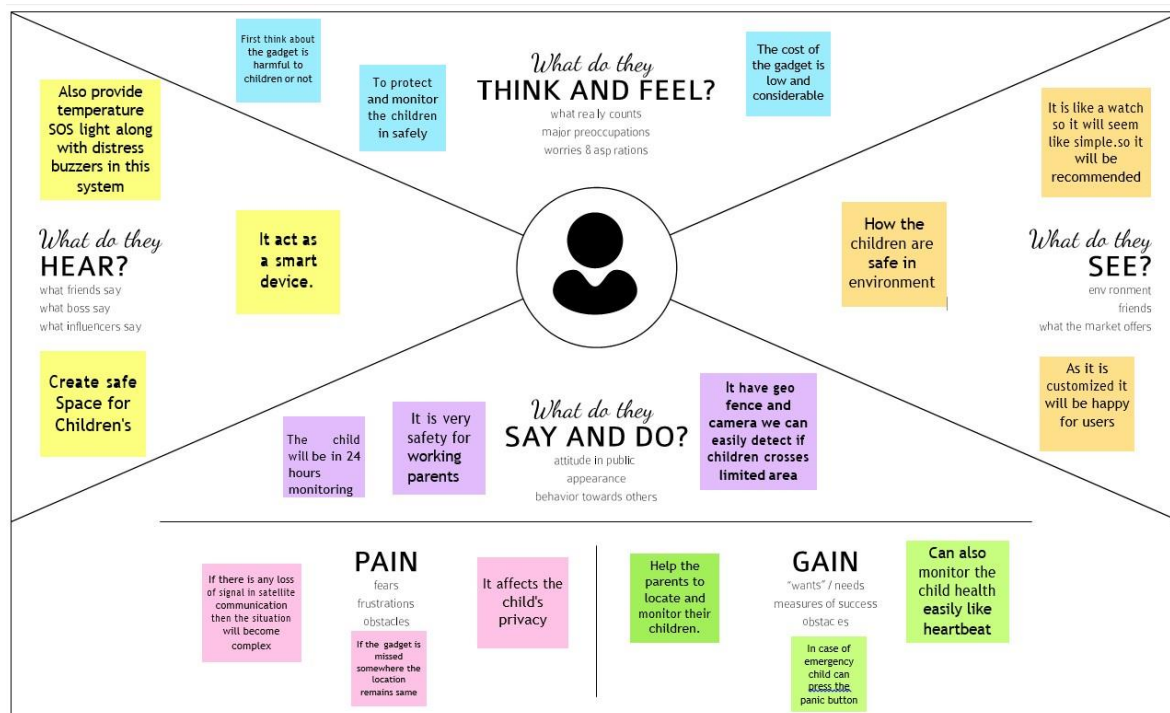 First think about
the gadget is
harmful to
children or not
To protect
and monitor
the children
in safely
What do they
THINK AND FEEL?
what really counts
major preoccupations
worries & asp rations
The cost of
the gadget is
low and
considerable
Also provide
temperature
SOS light along
with distress
buzzers in this
system
What do they
HEAR?
what friends say
what boss say
what influencers say
It act as
a smart
device.
Create safe
Space for
Children's
It is like a watch
so it will seem
like simple.so it
will be
recommended
How the
children are
safe in
environment
What do they
SEE?
env ronment
friends
what the market offers
As it is
customized it
will be happy
for users
The child
will be in 24
hours
monitoring
It is very
safety for
working
parents
What do they
SAY AND DO?
attitude in public
appearance
behavior towards others
It have geo
fence and
camera we can
easily detect if
children crosses
limited area
If there is any loss
of signal in satellite
communication
then the situation
will become
complex
PAIN
fears
frustrations
obstacles
If the gadget is
missed
somewhere the
location
remains same
It affects the
child's
privacy
Help the
parents to
locate and
monitor their
children.
GAIN
"wants" / needs
measures of success
obstac es
In case of
emergency
child can
press the
panic button
Can also
monitor the
child health
easily like
heartbeat